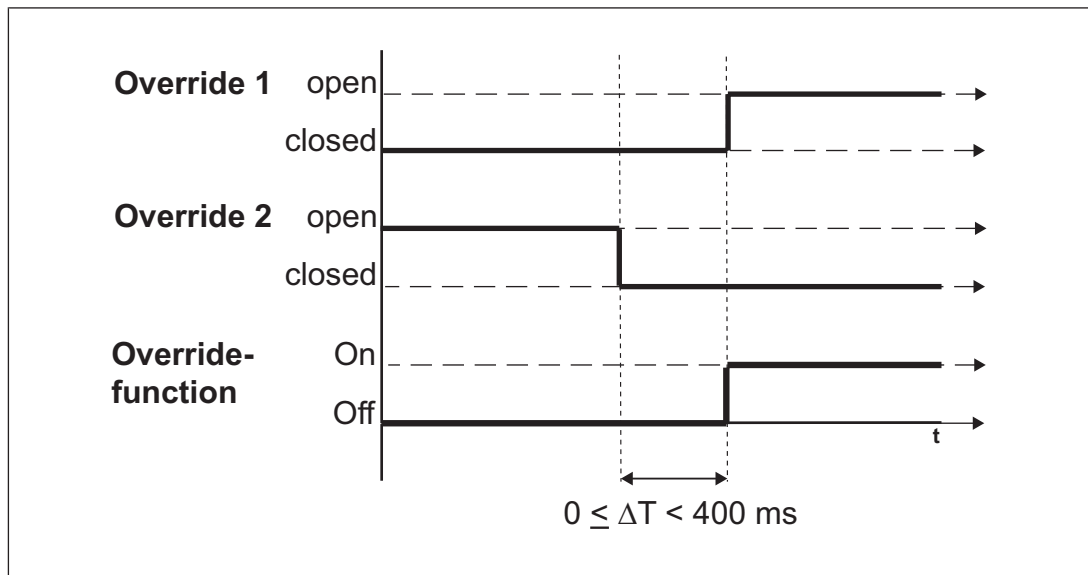 Override 1 open
closed
Override 2 open
closed
Override- On
function
Off
t
0 ≤ ΔT < 400 ms